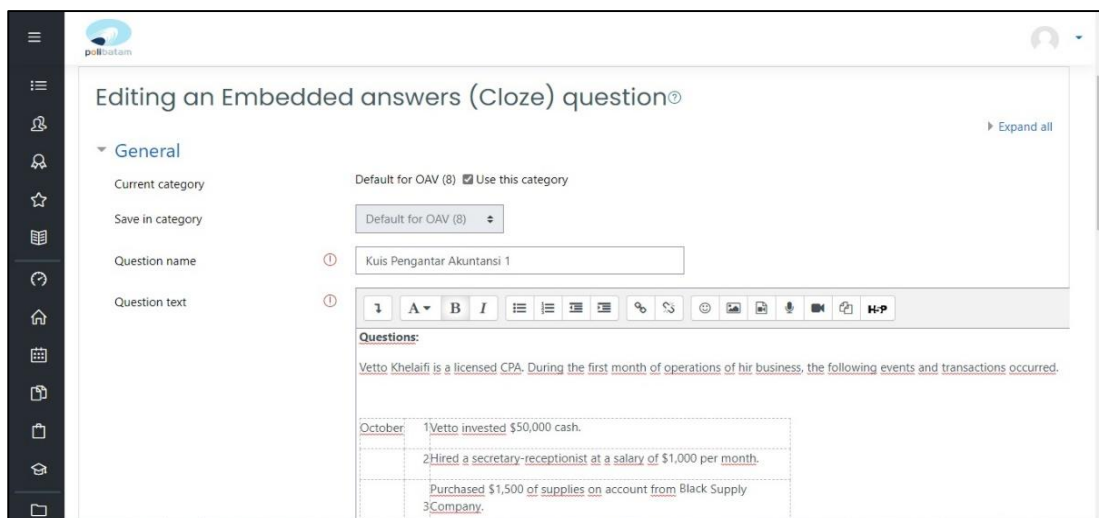 polibatam
Editing an Embedded answers (Cloze) question
Expand all
General
Current category
Default for OAV (8) Use this category
Save in category
Default for OAV (8)
Question name
Kuis Pengantar Akuntansi 1
Question text
A B I H-P
Questions:
Vetto Khelaifi is a licensed CPA. During the first month of operations of hir business, the following events and transactions occurred.
October 1 Vetto invested $50,000 cash.
2 Hired a secretary-receptionist at a salary of $1,000 per month.
Purchased $1,500 of supplies on account from Black Supply
3 Company.